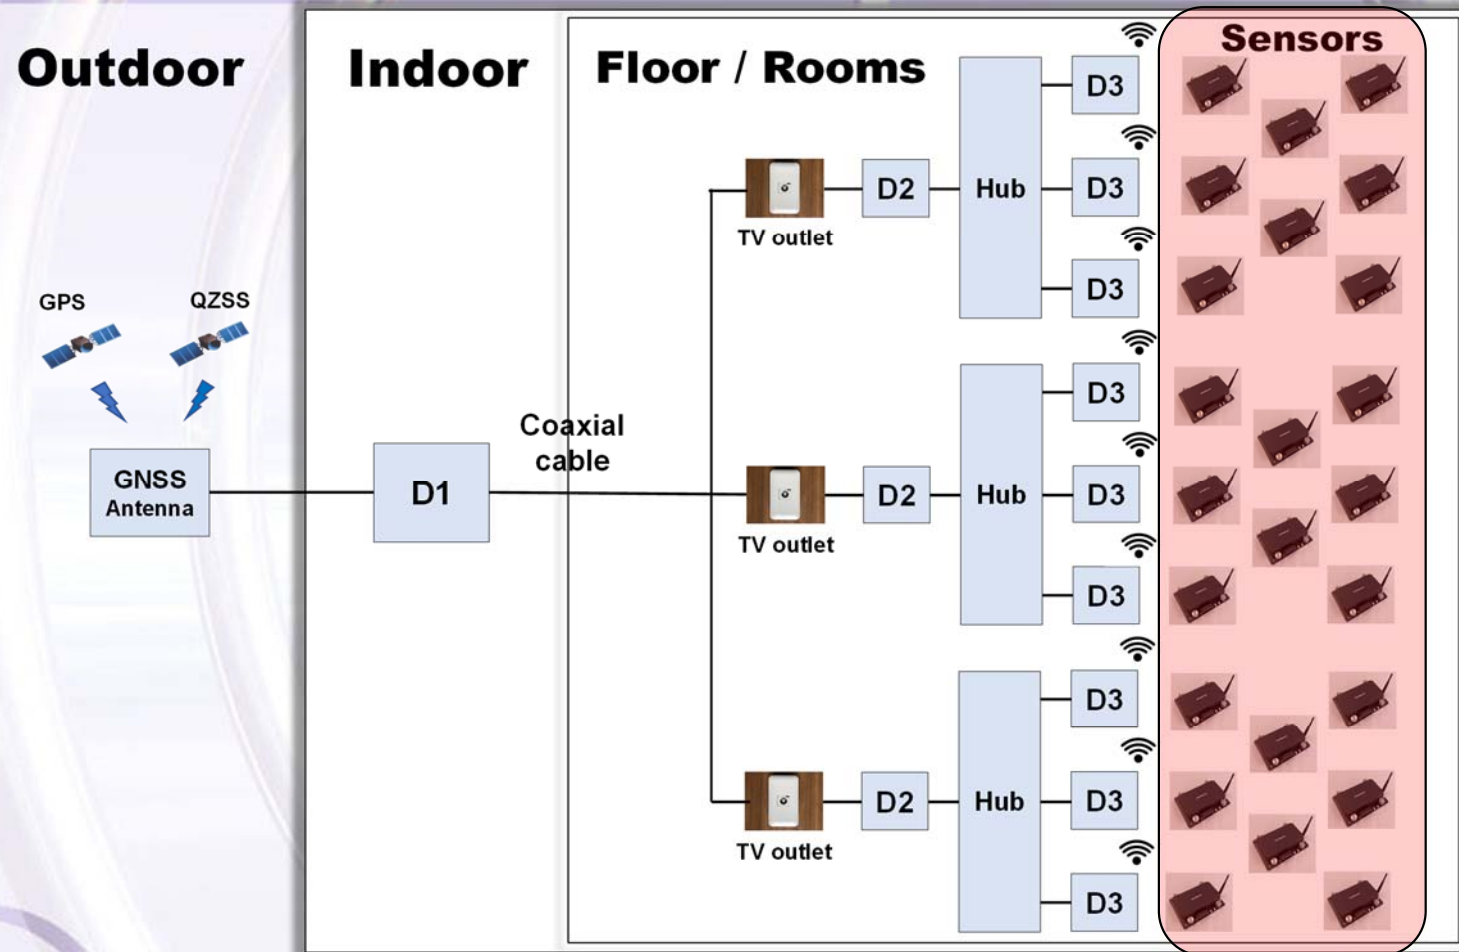 Outdoor
Indoor
Floor / Rooms
Sensors
GPS
QZSS
GNSS
Antenna
D1
Coaxial
cable
TV outlet
D2
Hub
D3
D3
D3
TV outlet
D2
Hub
D3
D3
D3
TV outlet
D2
Hub
D3
D3
D3